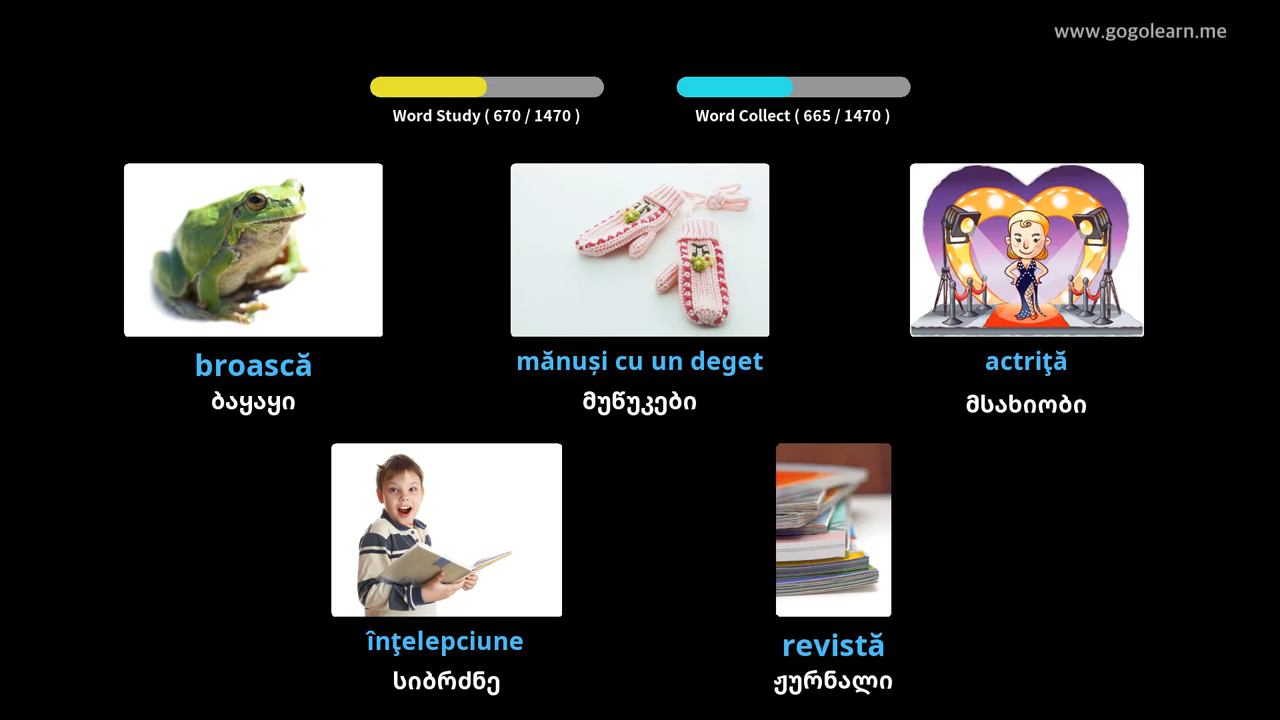 www.gogolearn.me
Word Study ( 670 / 1470 )
Word Collect ( 665 / 1470 )
broască
ბაყაყი
mănuși cu un deget
მუწუკები
actriţă
მსახიობი
înţelepciune
სიბრძნე
revistă
ჟურნალი